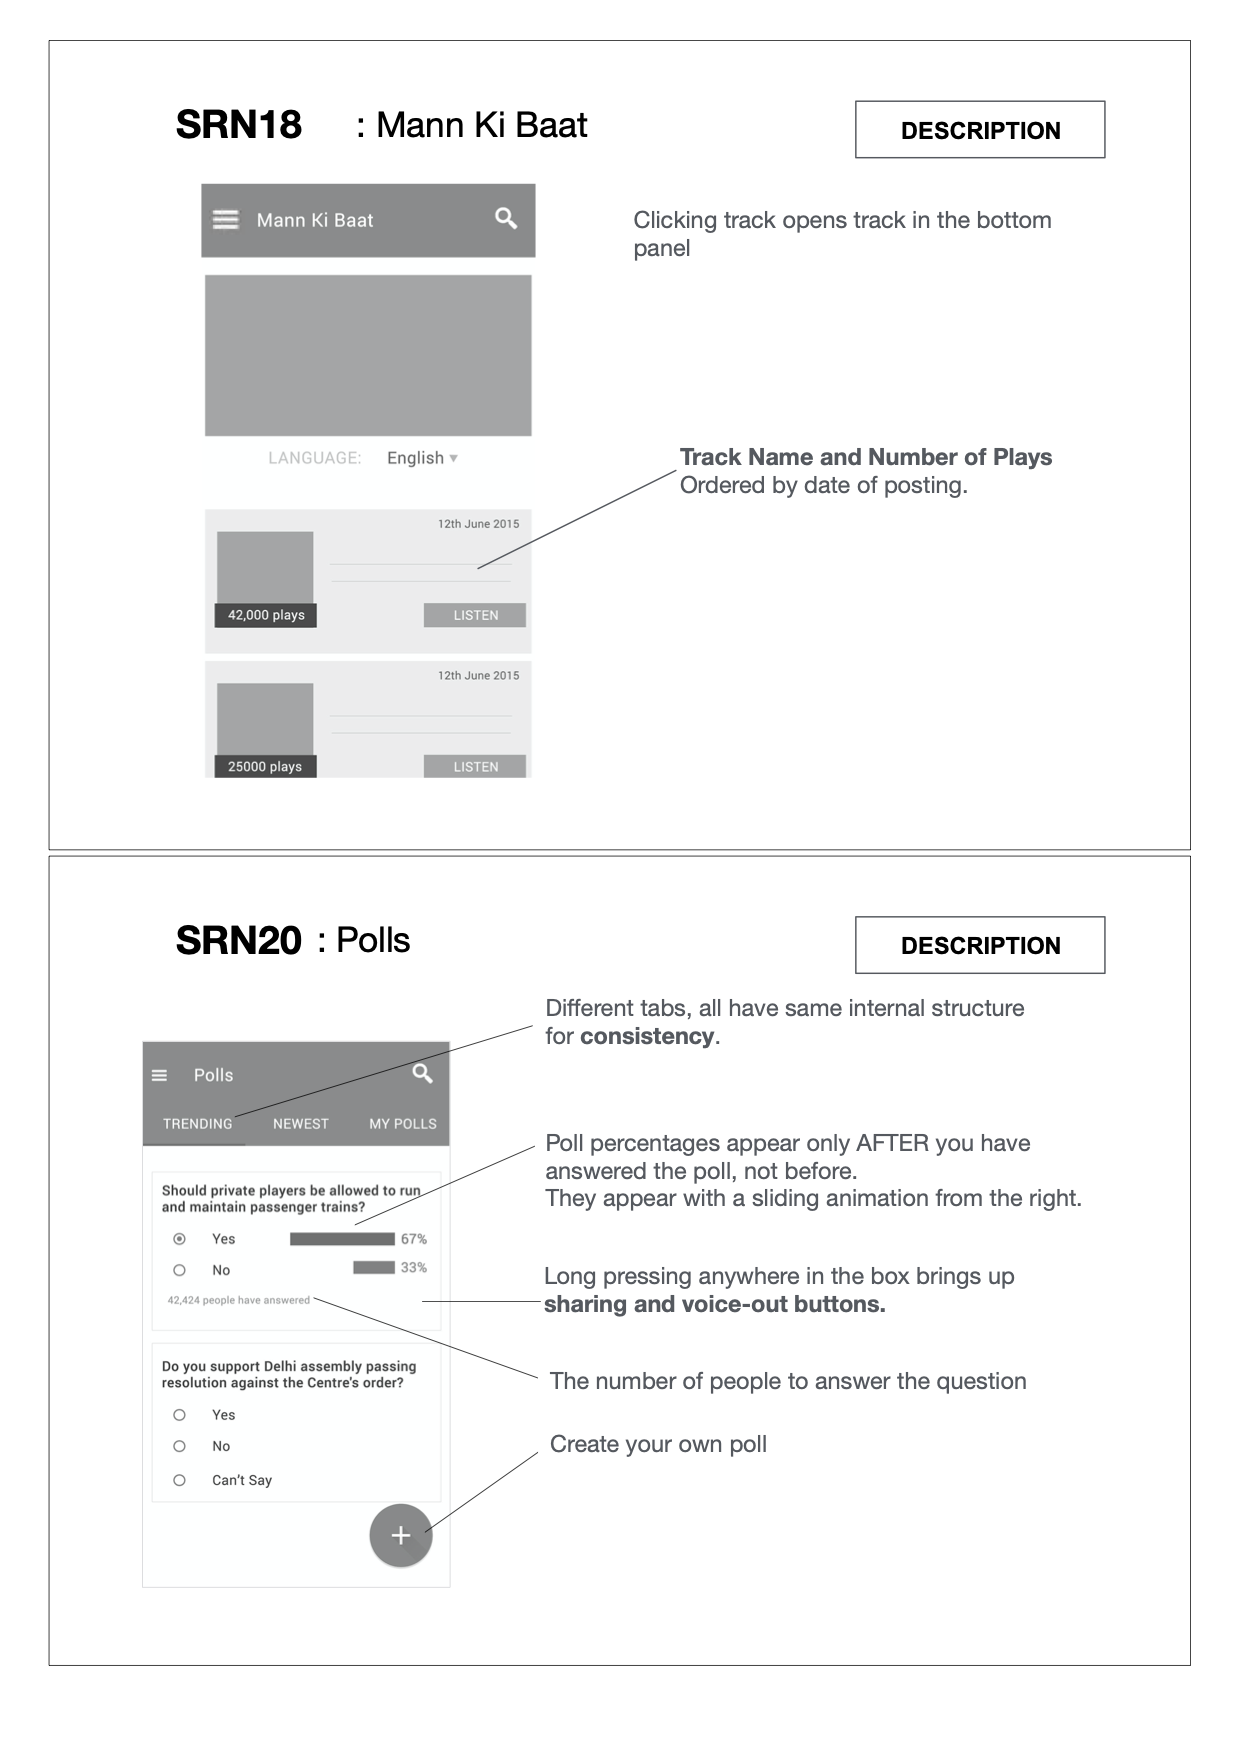 SRN18 : Mann Ki Baat
DESCRIPTION
Mann Ki Baat
Clicking track opens track in the bottom
panel
LANGUAGE: English
Track Name and Number of Plays
Ordered by date of posting.
12th June 2015
42,000 plays
LISTEN
12th June 2015
25000 plays
LISTEN
SRN20 : Polls
DESCRIPTION
Different tabs, all have same internal structure
for consistency.
Polls
TRENDING NEWEST MY POLLS
Poll percentages appear only AFTER you have
answered the poll, not before.
They appear with a sliding animation from the right.
Should private players be allowed to run
and maintain passenger trains?
Yes 67%
No 33%
42,424 people have answered
Long pressing anywhere in the box brings up
sharing and voice-out buttons.
Do you support Delhi assembly passing
resolution against the Centre's order?
Yes
No
Can't Say
The number of people to answer the question
Create your own poll
+